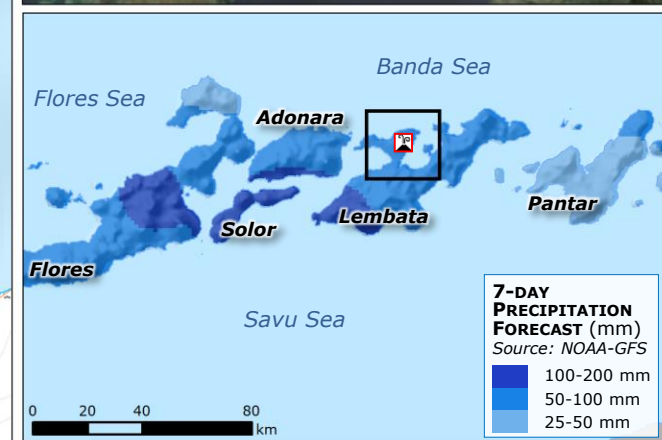 Banda Sea
Flores Sea
Adonara
Solor
Lembata
Pantar
Flores
Savu Sea
7-DAY
PRECIPITATION
FORECAST (mm)
Source: NOAA-GFS
100-200 mm
50-100 mm
25-50 mm
0 20 40 80
km